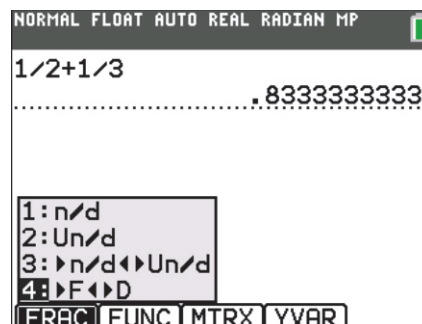 NORMAL FLOAT AUTO REAL RADIAN MP
1/2+1/3
.8333333333
1:n/d
2:Un/d
3:▶n/d◀▶Un/d
4:▶F◀▶D
FRAC FUNC MTRX YVAR